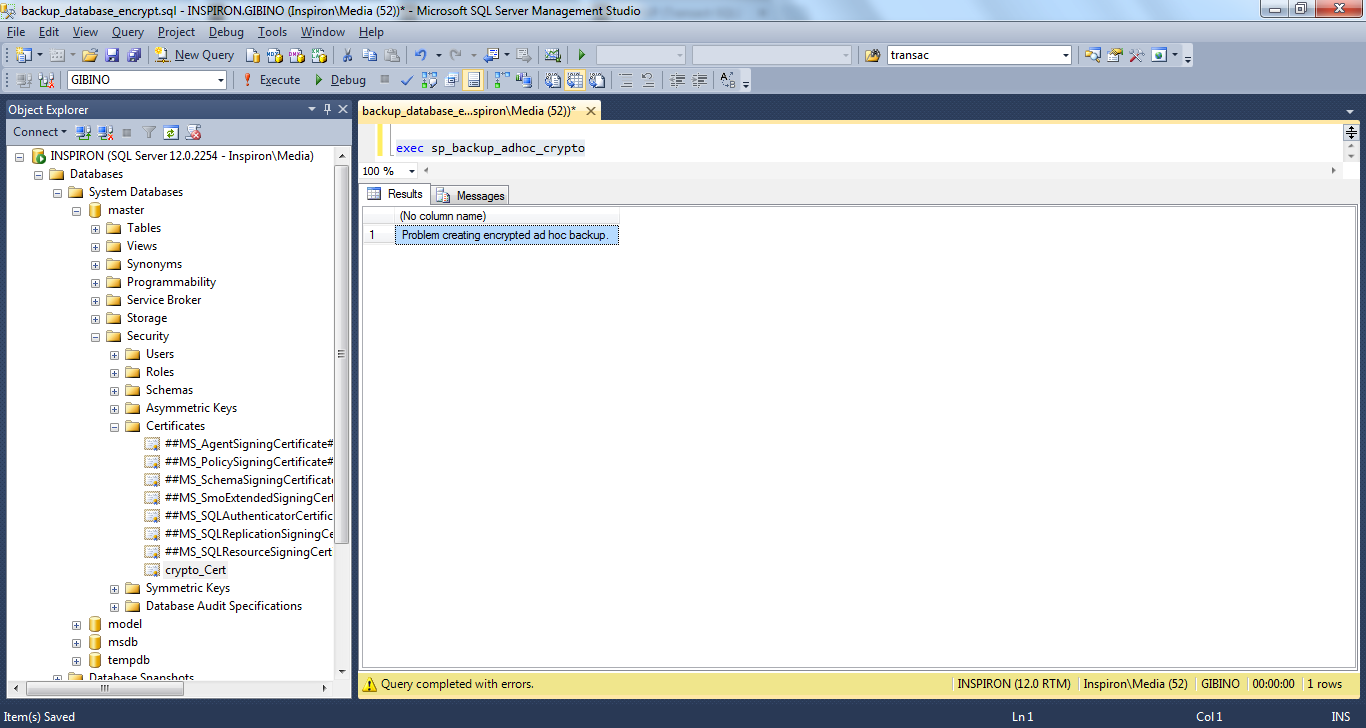 backup_database_encrypt.sql - INSPIRON.GIBINO (Inspiron\Media (52))* - Microsoft SQL Server Management Studio
File Edit View Query Project Debug Tools Window Help
New Query transac
GIBINO Execute Debug
Object Explorer
Connect
INSPIRON (SQL Server 12.0.2254 - Inspiron\Media)
Databases
System Databases
master
Tables
Views
Synonyms
Programmability
Service Broker
Storage
Security
Users
Roles
Schemas
Asymmetric Keys
Certificates
##MS_AgentSigningCertificate#
##MS_PolicySigningCertificate#
##MS_SchemaSigningCertificat
##MS_SmoExtendedSigningCert
##MS_SQLAuthenticatorCertific
##MS_SQLReplicationSigningCe
##MS_SQLResourceSigningCert
crypto_Cert
Symmetric Keys
Database Audit Specifications
model
msdb
tempdb
Database Snapshots
backup_database_e...spiron\Media (52))*
exec sp_backup_adhoc_crypto
100 %
Results Messages
(No column name)
1 Problem creating encrypted ad hoc backup.
Query completed with errors. INSPIRON (12.0 RTM) Inspiron\Media (52) GIBINO 00:00:00 1 rows
Item(s) Saved Ln 1 Col 1 INS